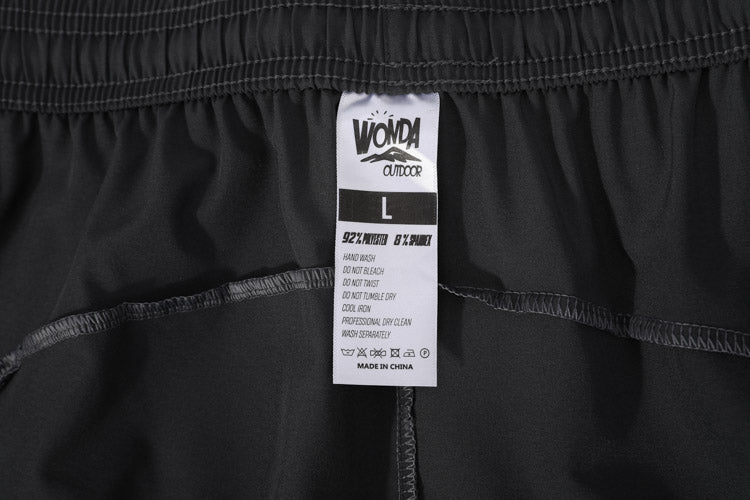 WONDA
OUTDOOR
L
92% POLYESTER 8% SPANDEX
HAND WASH
DO NOT BLEACH
DO NOT TWIST
DO NOT TUMBLE DRY
COOL IRON
PROFESSIONAL DRY CLEAN
WASH SEPARATELY
MADE IN CHINA